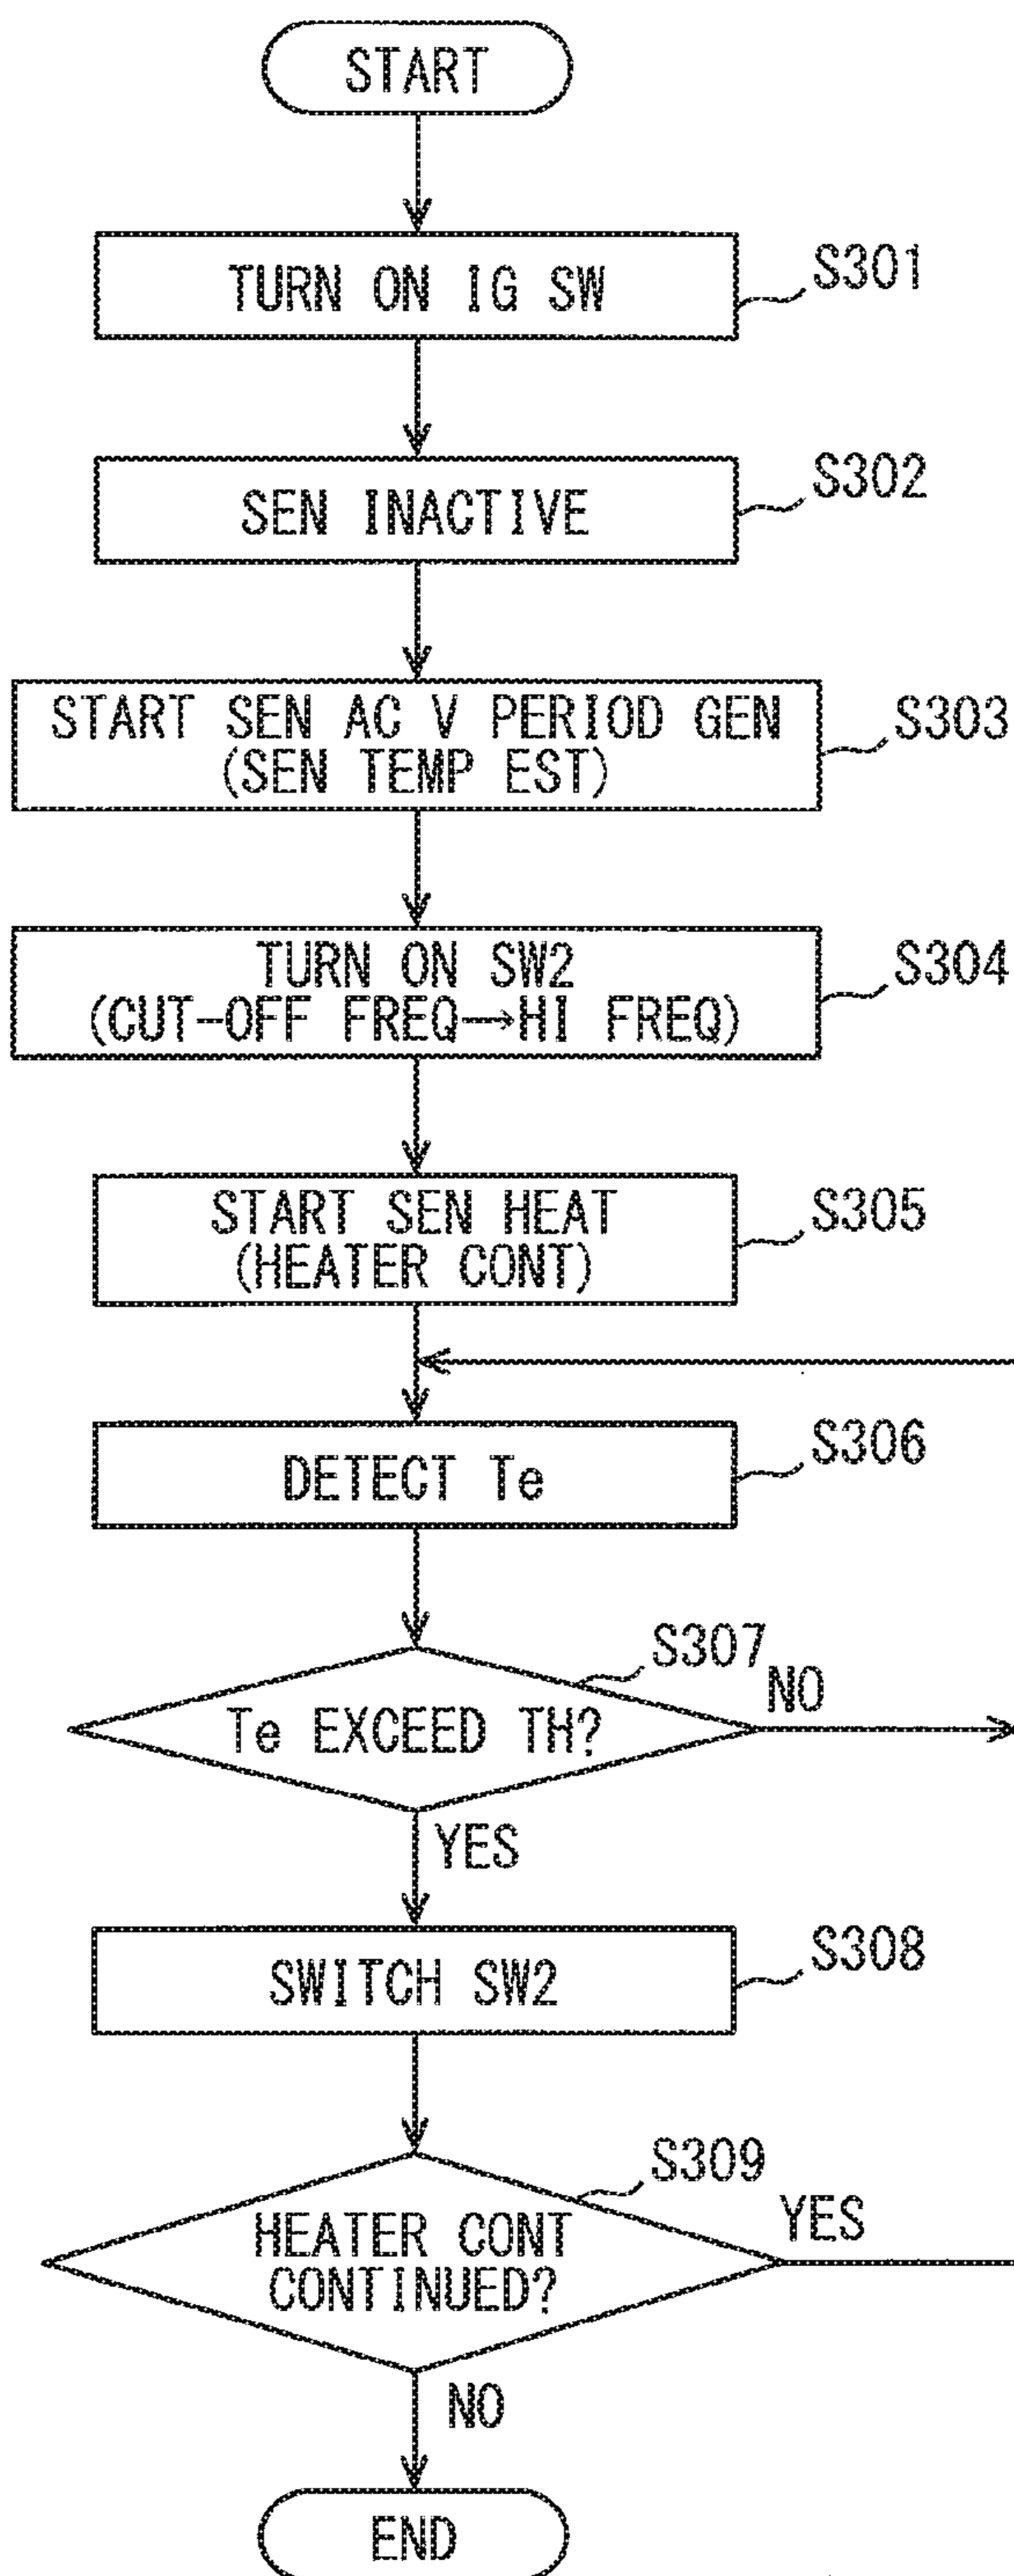 START
TURN ON IG SW
S301
SEN INACTIVE
S302
START SEN AC V PERIOD GEN
(SEN TEMP EST)
S303
TURN ON SW2
(CUT-OFF FREQ→HI FREQ)
S304
START SEN HEAT
(HEATER CONT)
S305
DETECT Te
S306
S307
Te EXCEED TH?
NO
YES
SWITCH SW2
S308
S309
HEATER CONT
CONTINUED?
YES
NO
END